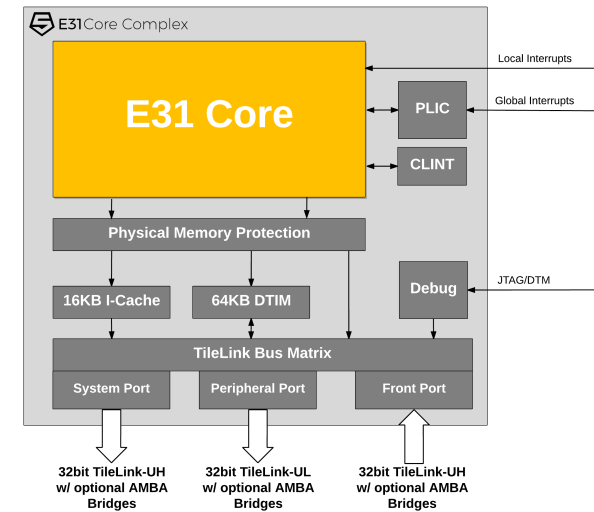 E31Core Complex
Local Interrupts
E31 Core
PLIC
Global Interrupts
CLINT
Physical Memory Protection
JTAG/DTM
16KB I-Cache
64KB DTIM
Debug
TileLink Bus Matrix
System Port
Peripheral Port
Front Port
32bit TileLink-UH
w/ optional AMBA
Bridges
32bit TileLink-UL
w/ optional AMBA
Bridges
32bit TileLink-UH
w/ optional AMBA
Bridges